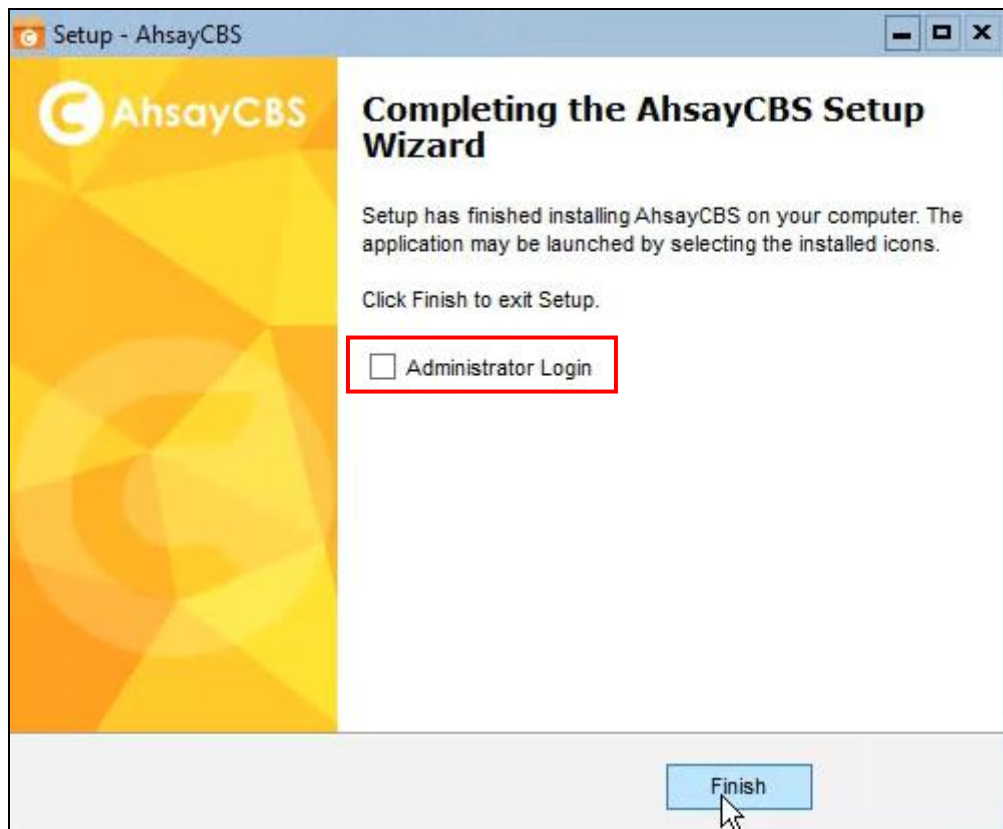 Setup - AhsayCBS
AhsayCBS
Completing the AhsayCBS Setup
Wizard
Setup has finished installing AhsayCBS on your computer. The
application may be launched by selecting the installed icons.
Click Finish to exit Setup.
Administrator Login
Finish